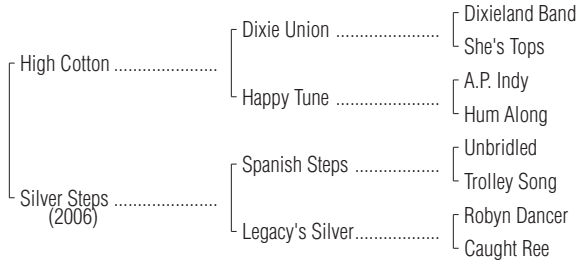 Dixieland Band
Dixie Union ....................
She's Tops
High Cotton ....................
A.P. Indy
Happy Tune ....................
Hum Along
Unbridled
Spanish Steps ................
Trolley Song
Silver Steps ....................
(2006)
Robyn Dancer
Legacy's Silver................
Caught Ree